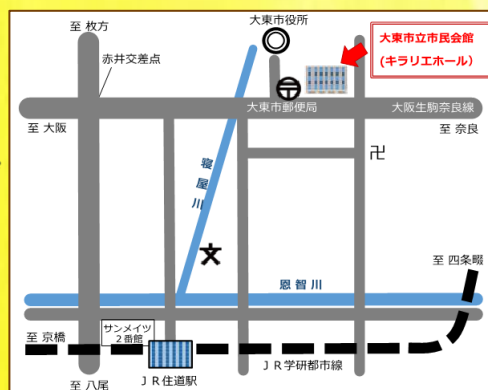 至 枚方
大東市役所
大東市立市民会館
(キラリエホール)
赤井交差点
大東市郵便局
大阪生駒奈良線
至 大阪
至 奈良
寝屋川
至 四条畷
恩智川
サンメイツ
２番館
至 京橋
ＪＲ学研都市線
ＪＲ住道駅
至 八尾